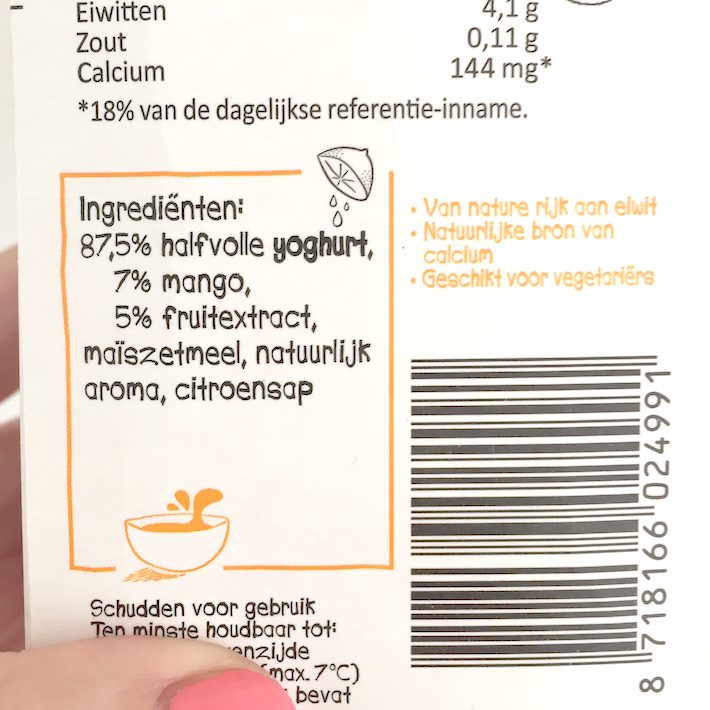 Eiwitten 4,1 g
Zout 0,11 g
Calcium 144 mg*
*18% van de dagelijkse referentie-inname.
Ingrediënten:
87,5% halfvolle yoghurt,
7% mango,
5% fruitextract,
maïszetmeel, natuurlijk
aroma, citroensap
• Van nature rijk aan eiwit
• Natuurlijke bron van
calcium
• Geschikt voor vegetariërs
8 718166 024991
Schudden voor gebruik
Ten minste houdbaar tot:
(max. 7°C)
bevat